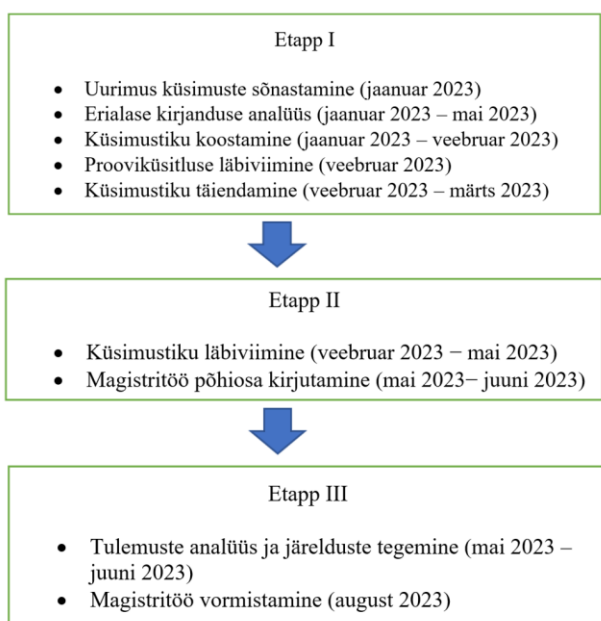 Etapp I
• Uurimus küsimuste sõnastamine (jaanuar 2023)
• Erialase kirjanduse analüüs (jaanuar 2023 – mai 2023)
• Küsimustiku koostamine (jaanuar 2023 – veebruar 2023)
• Prooviküsitluse läbiviimine (veebruar 2023)
• Küsimustiku täiendamine (veebruar 2023 – märts 2023)
Etapp II
• Küsimustiku läbiviimine (veebruar 2023 − mai 2023)
• Magistritöö põhiosa kirjutamine (mai 2023− juuni 2023)
Etapp III
• Tulemuste analüüs ja järelduste tegemine (mai 2023 –
juuni 2023)
• Magistritöö vormistamine (august 2023)